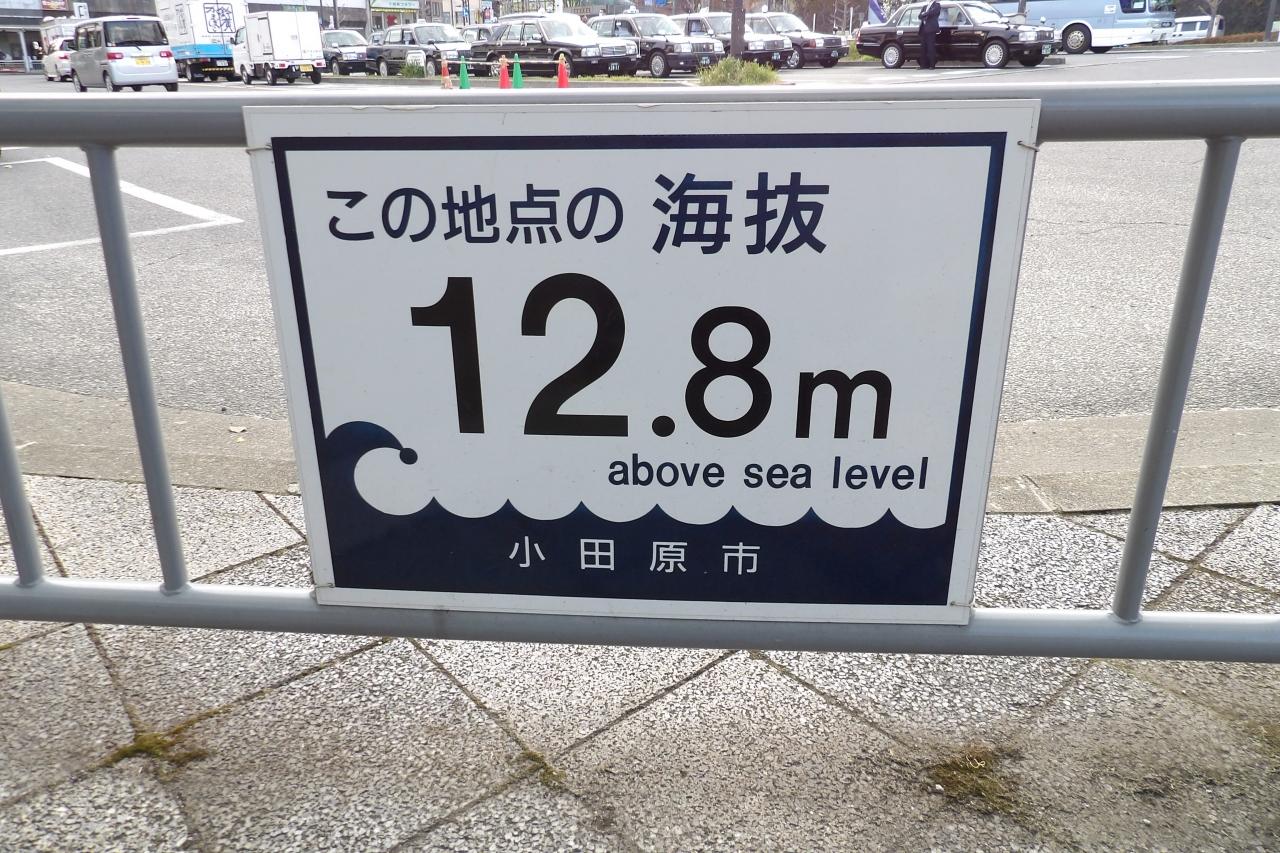 この地点の 海抜
12.8m
above sea level
小田原市